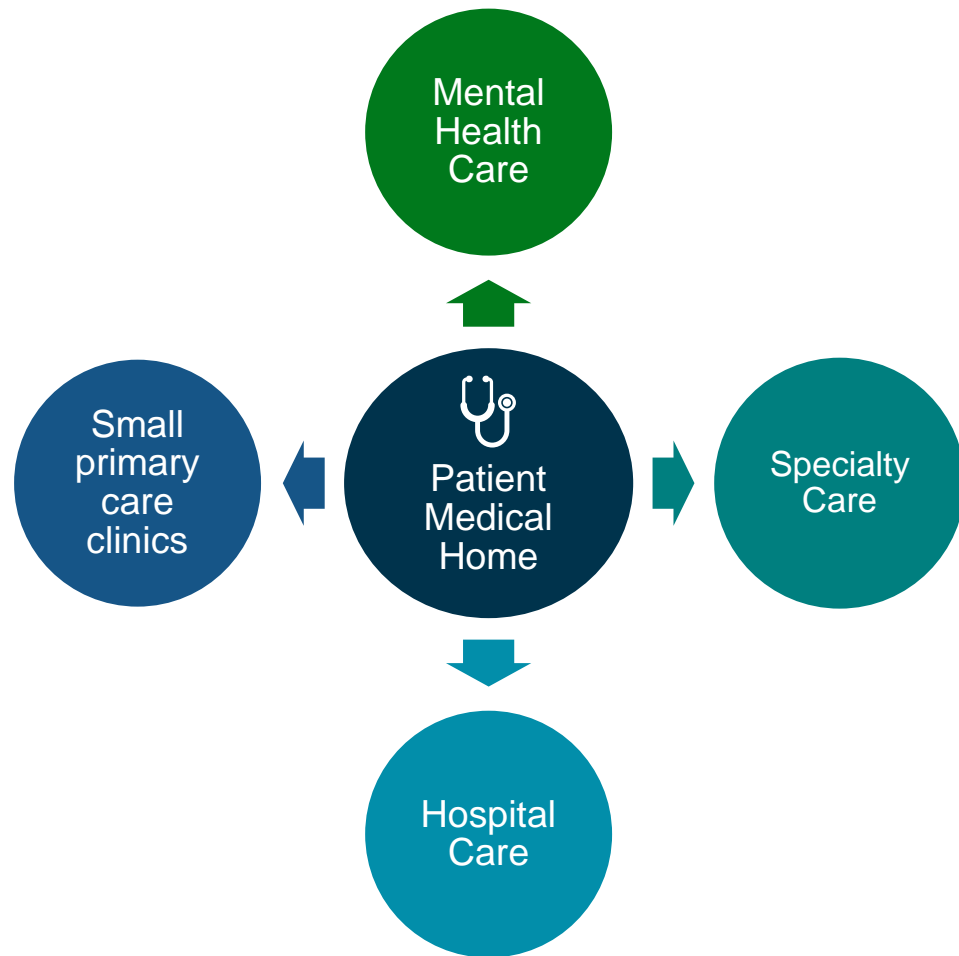 Mental
Health
Care
Small
primary
care
clinics
Patient
Medical
Home
Specialty
Care
Hospital
Care